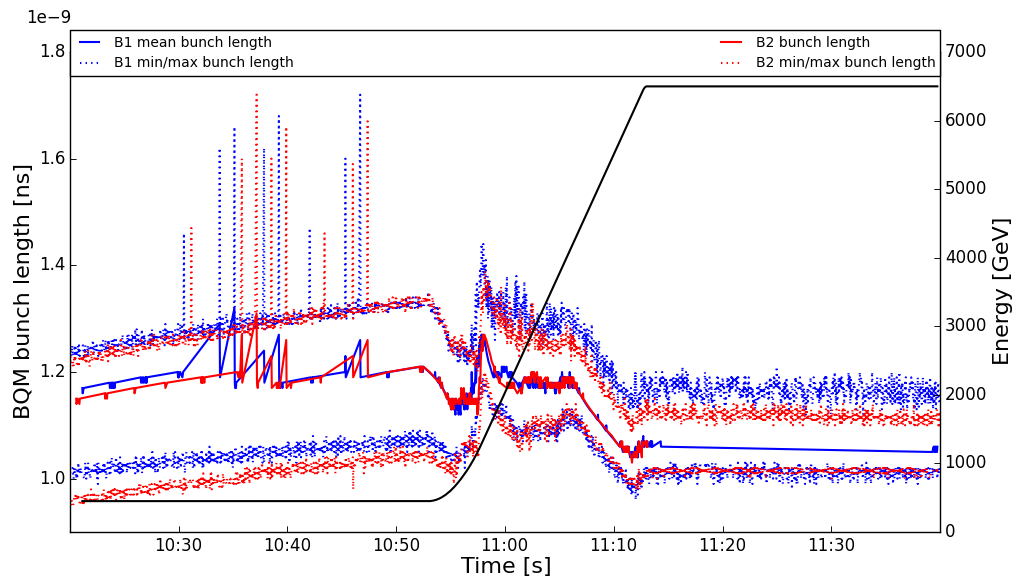 1e−9
B1 mean bunch length
B1 min/max bunch length
B2 bunch length
B2 min/max bunch length
BQM bunch length [ns]
1.8
1.6
1.4
1.2
1.0
7000
6000
5000
4000
3000
2000
1000
0
Energy [GeV]
10:30 10:40 10:50 11:00 11:10 11:20 11:30
Time [s]